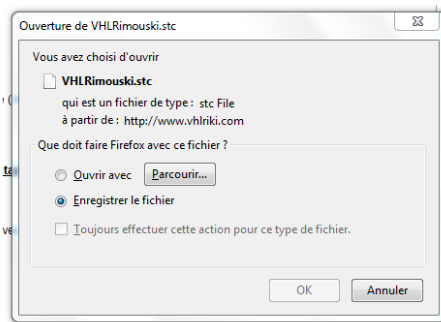 Ouverture de VHLRimouski.stc
Vous avez choisi d'ouvrir
VHLRimouski.stc
qui est un fichier de type : stc File
à partir de : http://www.vhlriki.com
Que doit faire Firefox avec ce fichier ?
Ouvrir avec
Parcourir...
Enregistrer le fichier
Toujours effectuer cette action pour ce type de fichier.
OK
Annuler